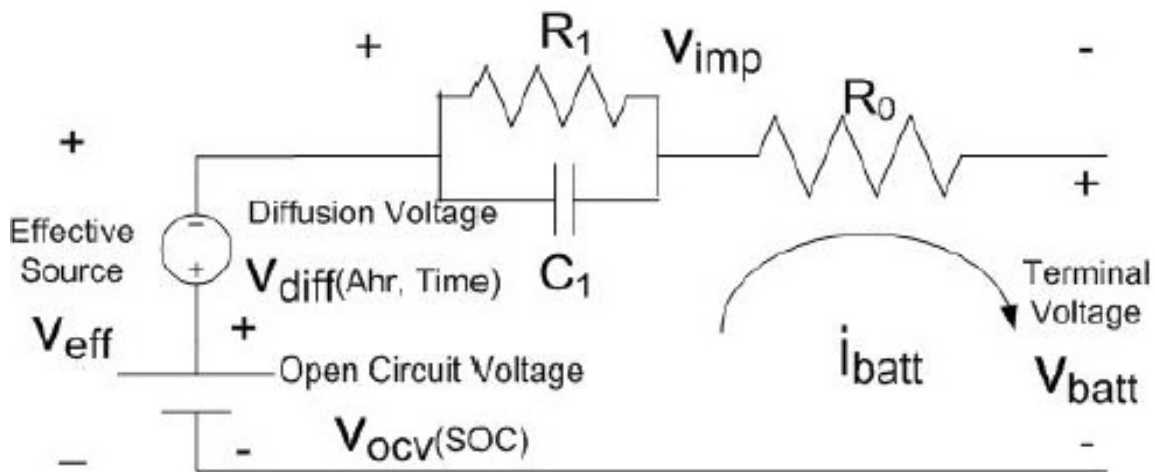 +
R1
Vimp
-
R0
+
+
-
Diffusion Voltage
Effective
Source
+
Vdiff(Ahr, Time)
C1
Terminal
Voltage
Veff
+
Open Circuit Voltage
ibatt
Vbatt
-
-
Vocv(SOC)
-